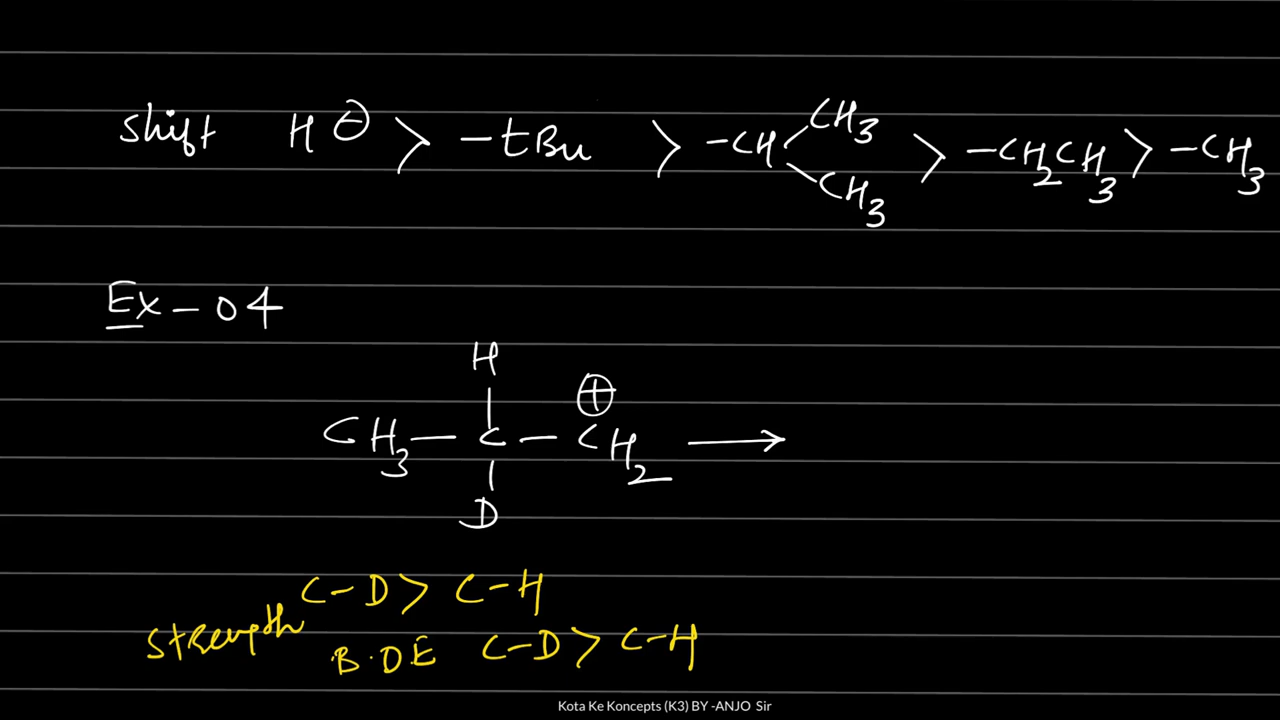 shift H⊖ > -tBu > -CH(CH3)CH3 > -CH2CH3 > -CH3
Ex-04
H
⊕
CH3-C-CH2 →
D
C-D > C-H
strength
B.D.E C-D > C-H
Kota Ke Koncepts (K3) BY -ANJO Sir